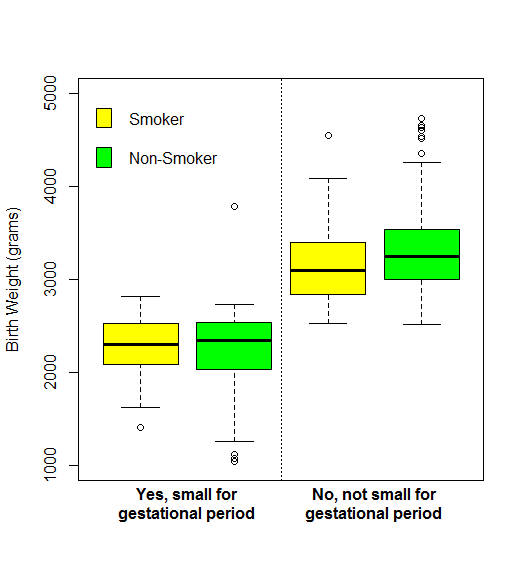 Birth Weight (grams)
5000
4000
3000
2000
1000
Smoker
Non-Smoker
Yes, small for
gestational period
No, not small for
gestational period